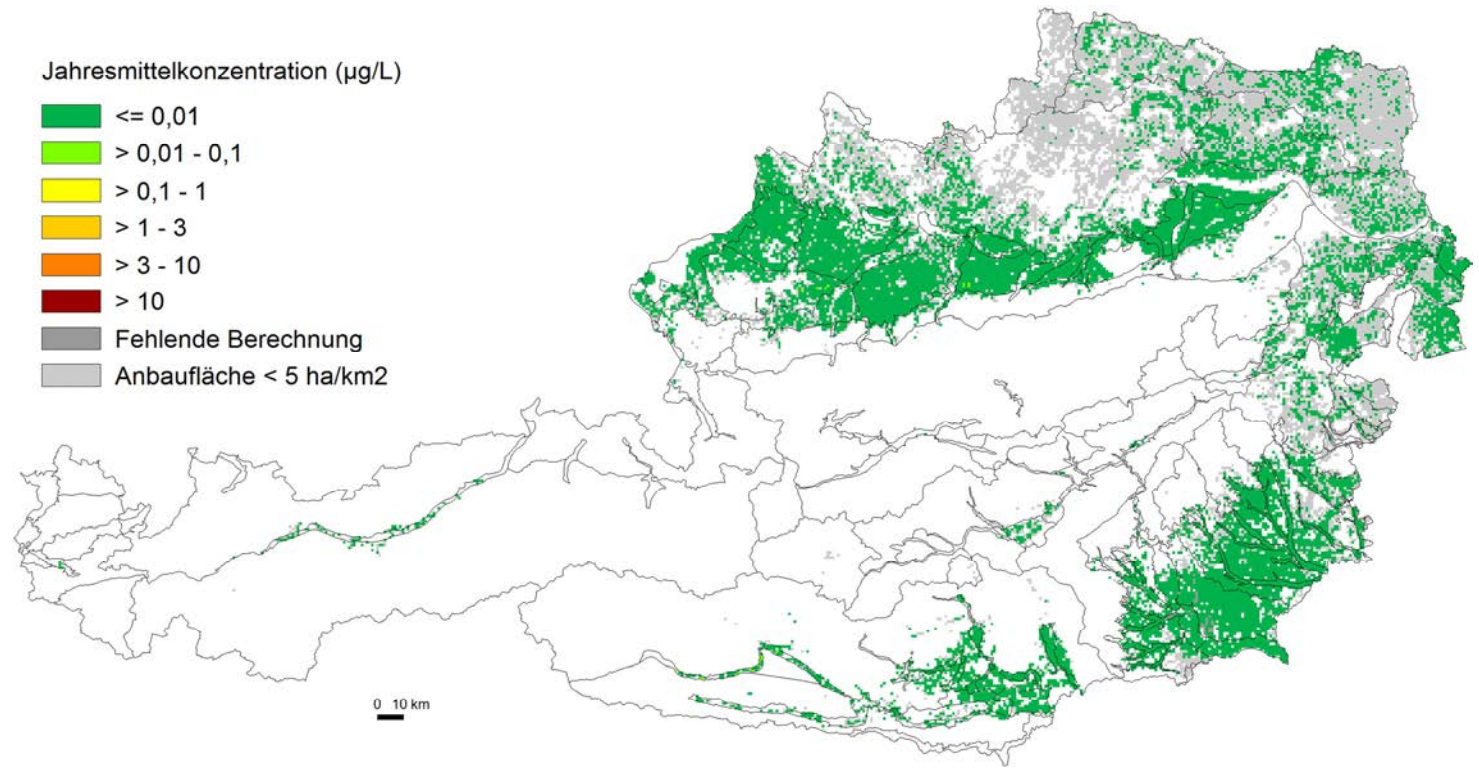 Jahresmittelkonzentration (µg/L)
<= 0,01
> 0,01 - 0,1
> 0,1 - 1
> 1 - 3
> 3 - 10
> 10
Fehlende Berechnung
Anbaufläche < 5 ha/km2
0 10 km